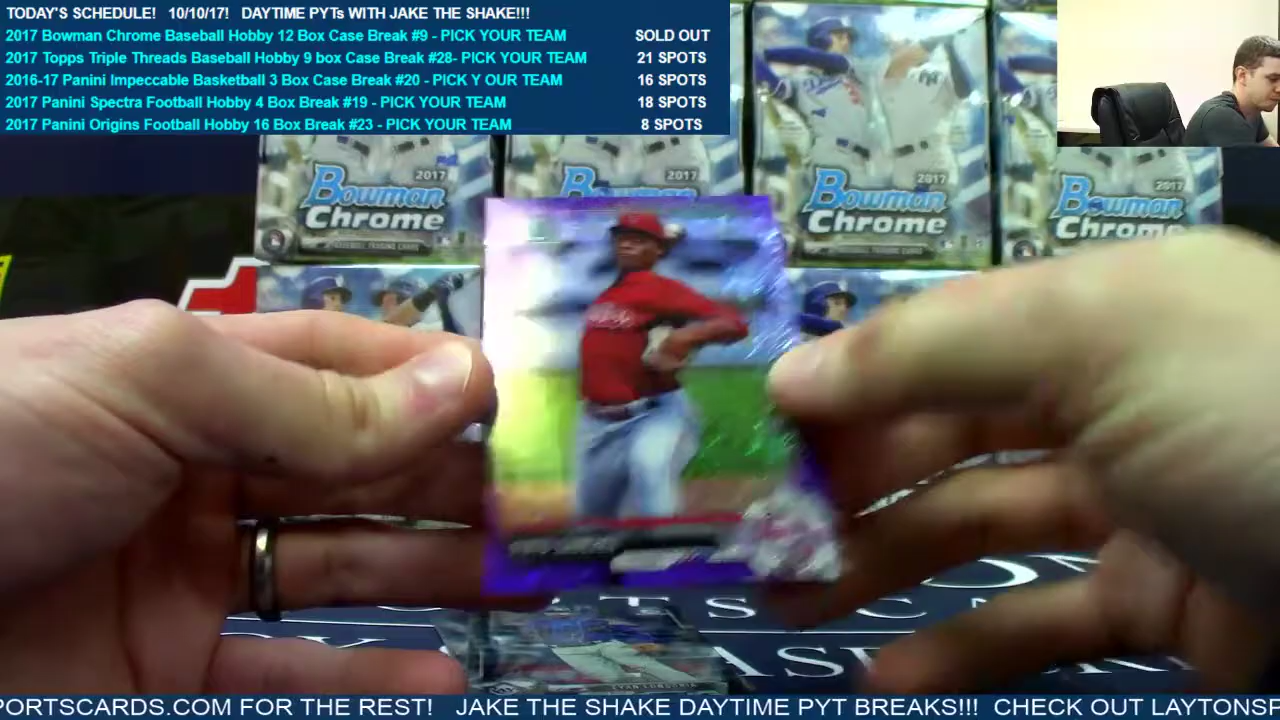 TODAY'S SCHEDULE! 10/10/17! DAYTIME PYTs WITH JAKE THE SHAKE!!!
2017 Bowman Chrome Baseball Hobby 12 Box Case Break #9 - PICK YOUR TEAM SOLD OUT
2017 Topps Triple Threads Baseball Hobby 9 box Case Break #28- PICK YOUR TEAM 21 SPOTS
2016-17 Panini Impeccable Basketball 3 Box Case Break #20 - PICK Y OUR TEAM 16 SPOTS
2017 Panini Spectra Football Hobby 4 Box Break #19 - PICK YOUR TEAM 18 SPOTS
2017 Panini Origins Football Hobby 16 Box Break #23 - PICK YOUR TEAM 8 SPOTS
2017 Bowman Chrome
2017 Bowman
2017 Bowman Chrome
2017 Bowman Chrome
EVAN LONGORIA
PORTSCARDS.COM FOR THE REST! JAKE THE SHAKE DAYTIME PYT BREAKS!!! CHECK OUT LAYTONSP